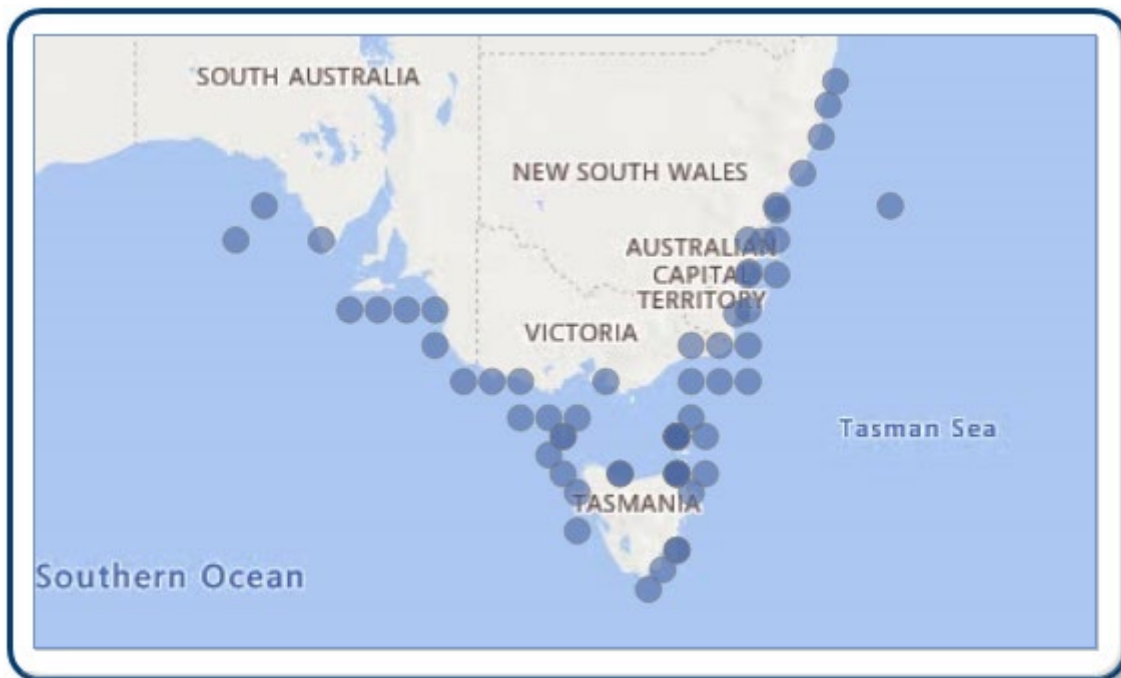 SOUTH AUSTRALIA
NEW SOUTH WALES
AUSTRALIAN
CAPITAL
TERRITORY
VICTORIA
Tasman Sea
TASMANIA
Southern Ocean